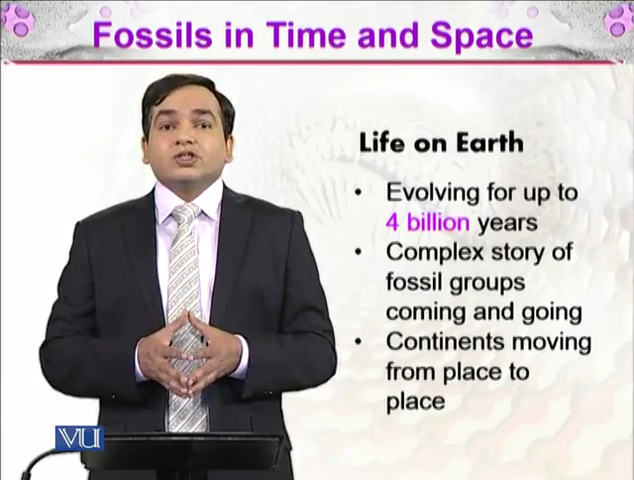 Fossils in Time and Space
Life on Earth
• Evolving for up to
4 billion years
• Complex story of
fossil groups
coming and going
• Continents moving
from place to
place
VU